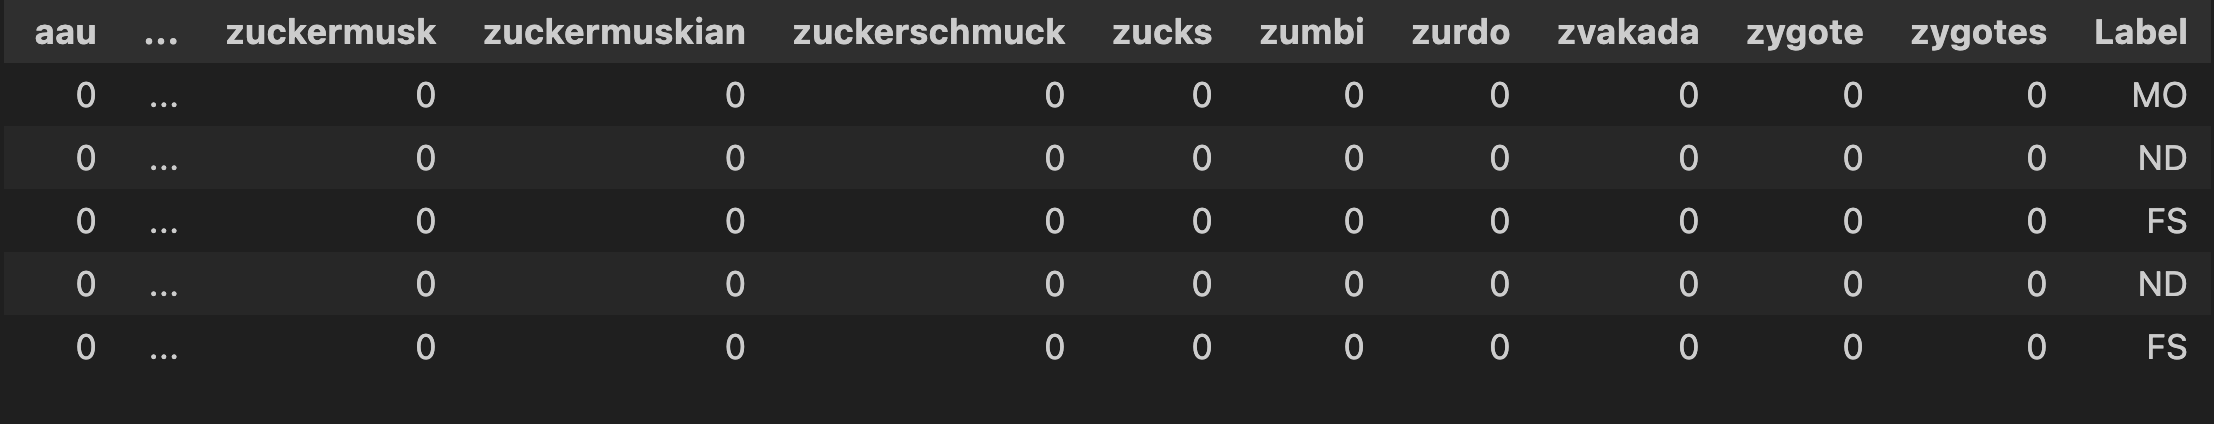 aau ... zuckermusk zuckermuskian zuckerschmuck zucks zumbi zurdo zvakada zygote zygotes Label
0 ... 0 0 0 0 0 0 0 0 0 MO
0 ... 0 0 0 0 0 0 0 0 0 ND
0 ... 0 0 0 0 0 0 0 0 0 FS
0 ... 0 0 0 0 0 0 0 0 0 ND
0 ... 0 0 0 0 0 0 0 0 0 FS